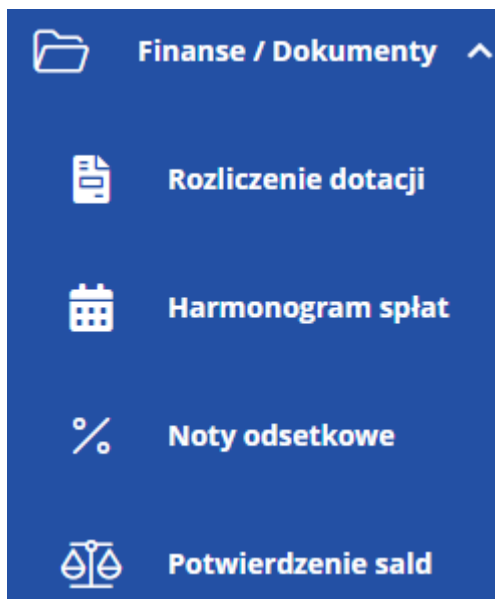 Finanse / Dokumenty
Rozliczenie dotacji
Harmonogram spłat
Noty odsetkowe
Potwierdzenie sald